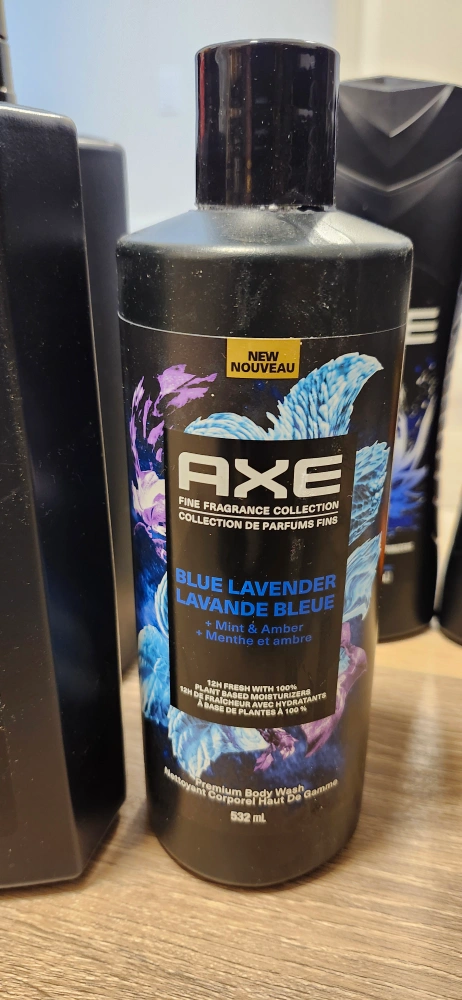 NEW
NOUVEAU
AXE
FINE FRAGRANCE COLLECTION
COLLECTION DE PARFUMS FINS
BLUE LAVENDER
LAVANDE BLEUE
+ Mint & Amber
+ Menthe et ambre
12H FRESH WITH 100%
PLANT BASED MOISTURIZERS
12H DE FRAÎCHEUR AVEC HYDRATANTS
À BASE DE PLANTES À 100 %
Premium Body Wash
Nettoyant Corporel Haut De Gamme
532 mL
E